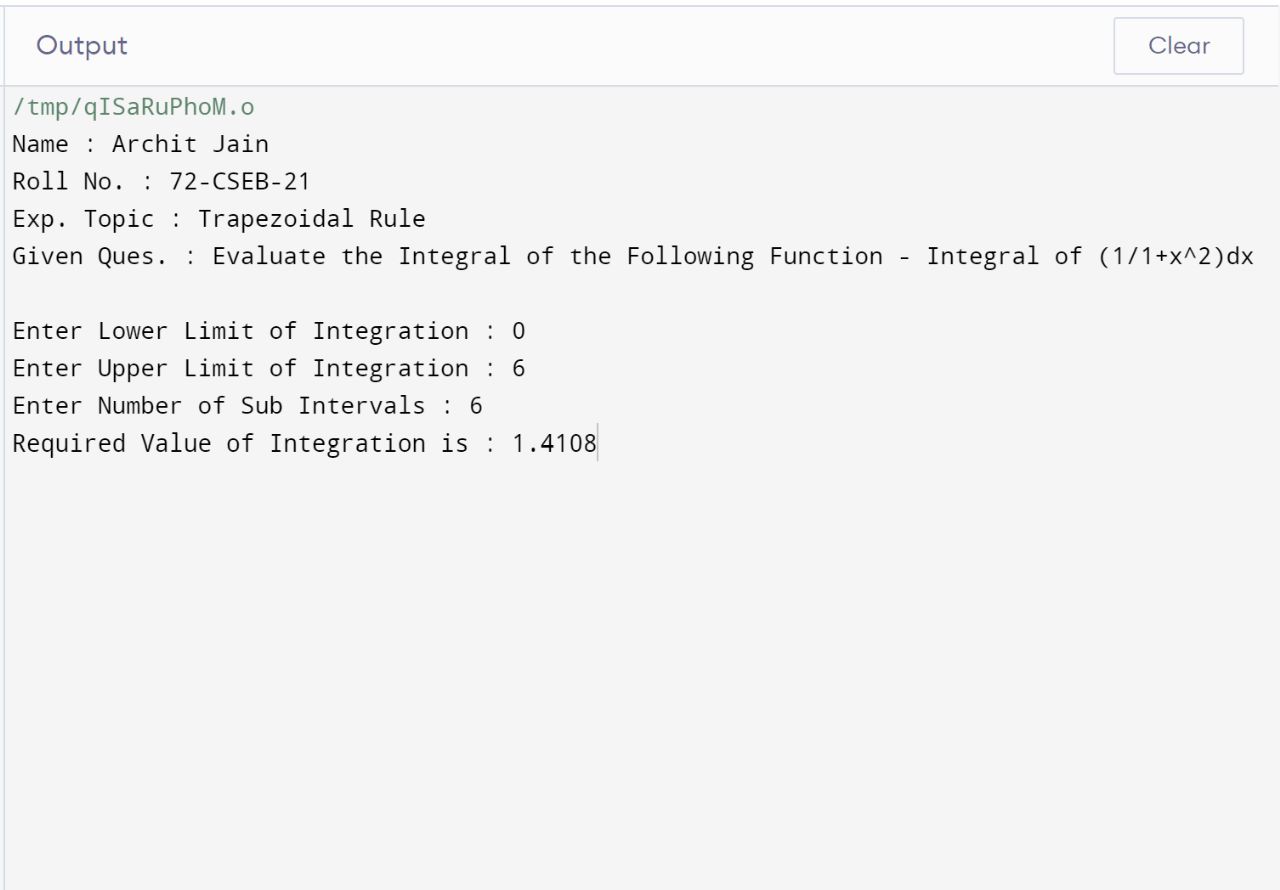 Output
Clear
/tmp/qISaRuPhoM.o
Name : Archit Jain
Roll No. : 72-CSEB-21
Exp. Topic : Trapezoidal Rule
Given Ques. : Evaluate the Integral of the Following Function - Integral of (1/1+x^2)dx
Enter Lower Limit of Integration : 0
Enter Upper Limit of Integration : 6
Enter Number of Sub Intervals : 6
Required Value of Integration is : 1.4108